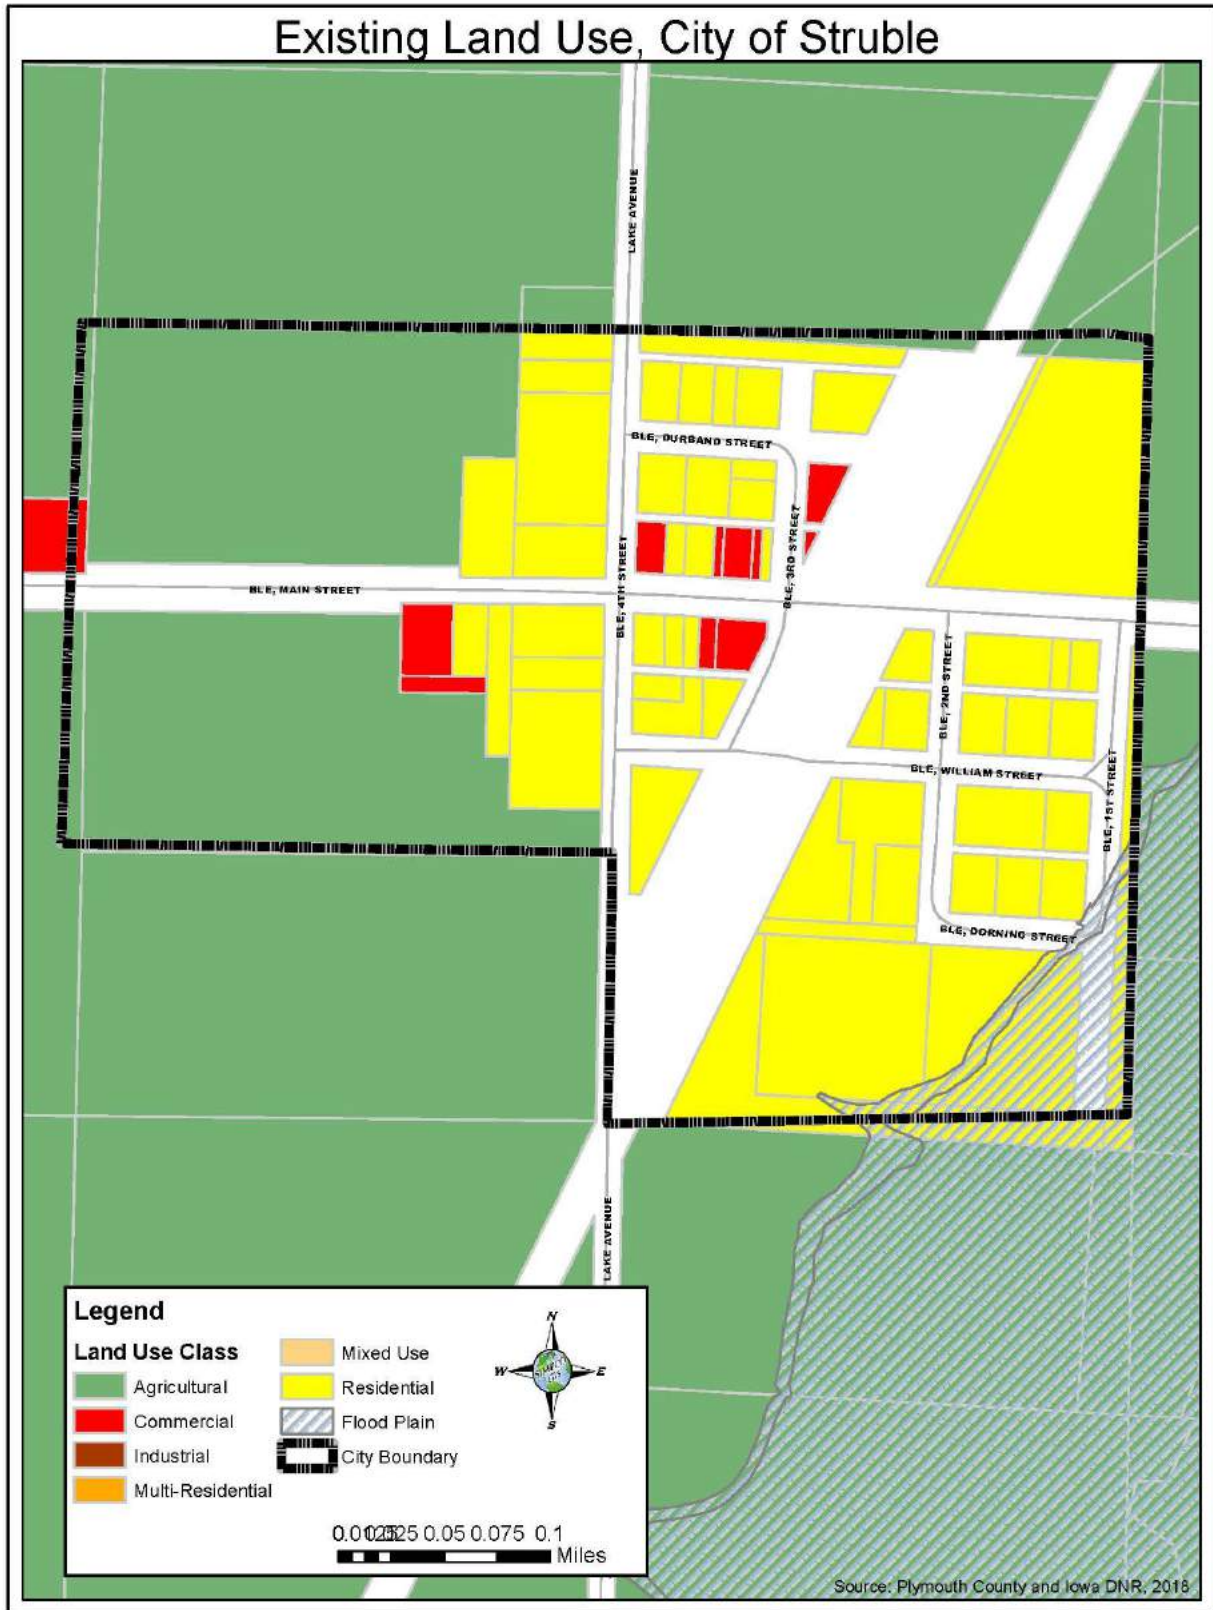 Existing Land Use, City of Struble
LAKE AVENUE
BLE, DURBAND STREET
BLE, 3RD STREET
BLE, 4TH STREET
BLE, MAIN STREET
BLE, 2ND STREET
BLE, WILLIAM STREET
BLE, 1ST STREET
BLE, DORNING STREET
LAKE AVENUE
Legend
Land Use Class
Agricultural
Commercial
Industrial
Multi-Residential
Mixed Use
Residential
Flood Plain
City Boundary
N
W E
S
0.05 0.075 0.1
Miles
Source: Plymouth County and Iowa DNR, 2018